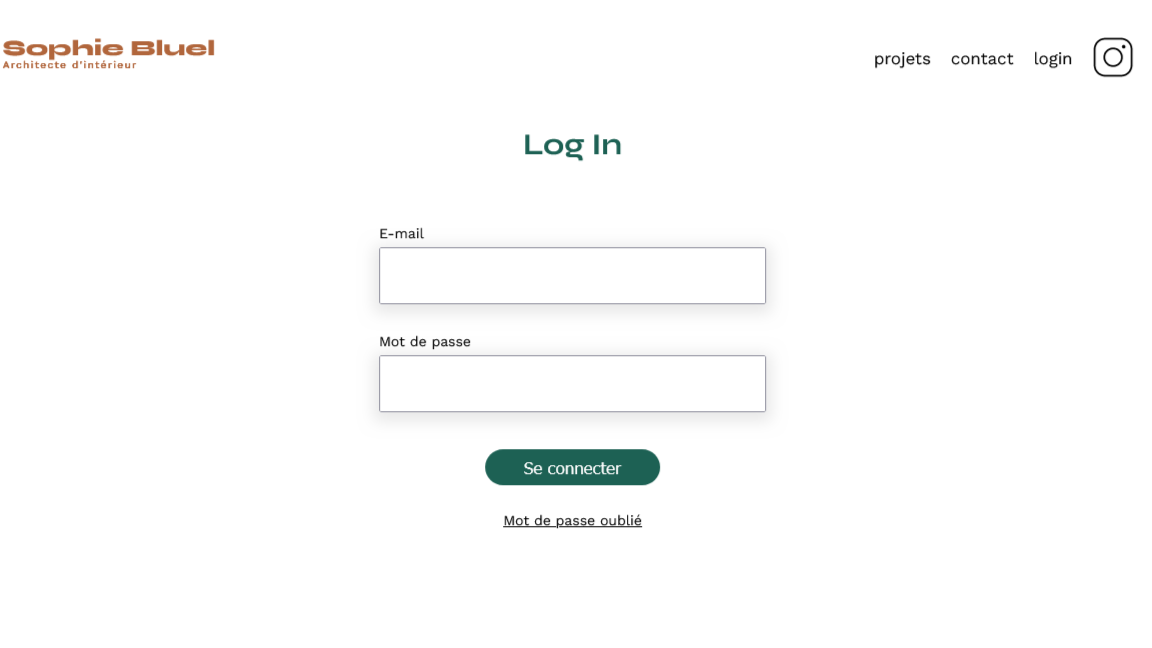 Sophie Bluel
Architecte d'intérieur
projets contact login
Log In
E-mail
Mot de passe
Se connecter
Mot de passe oublié